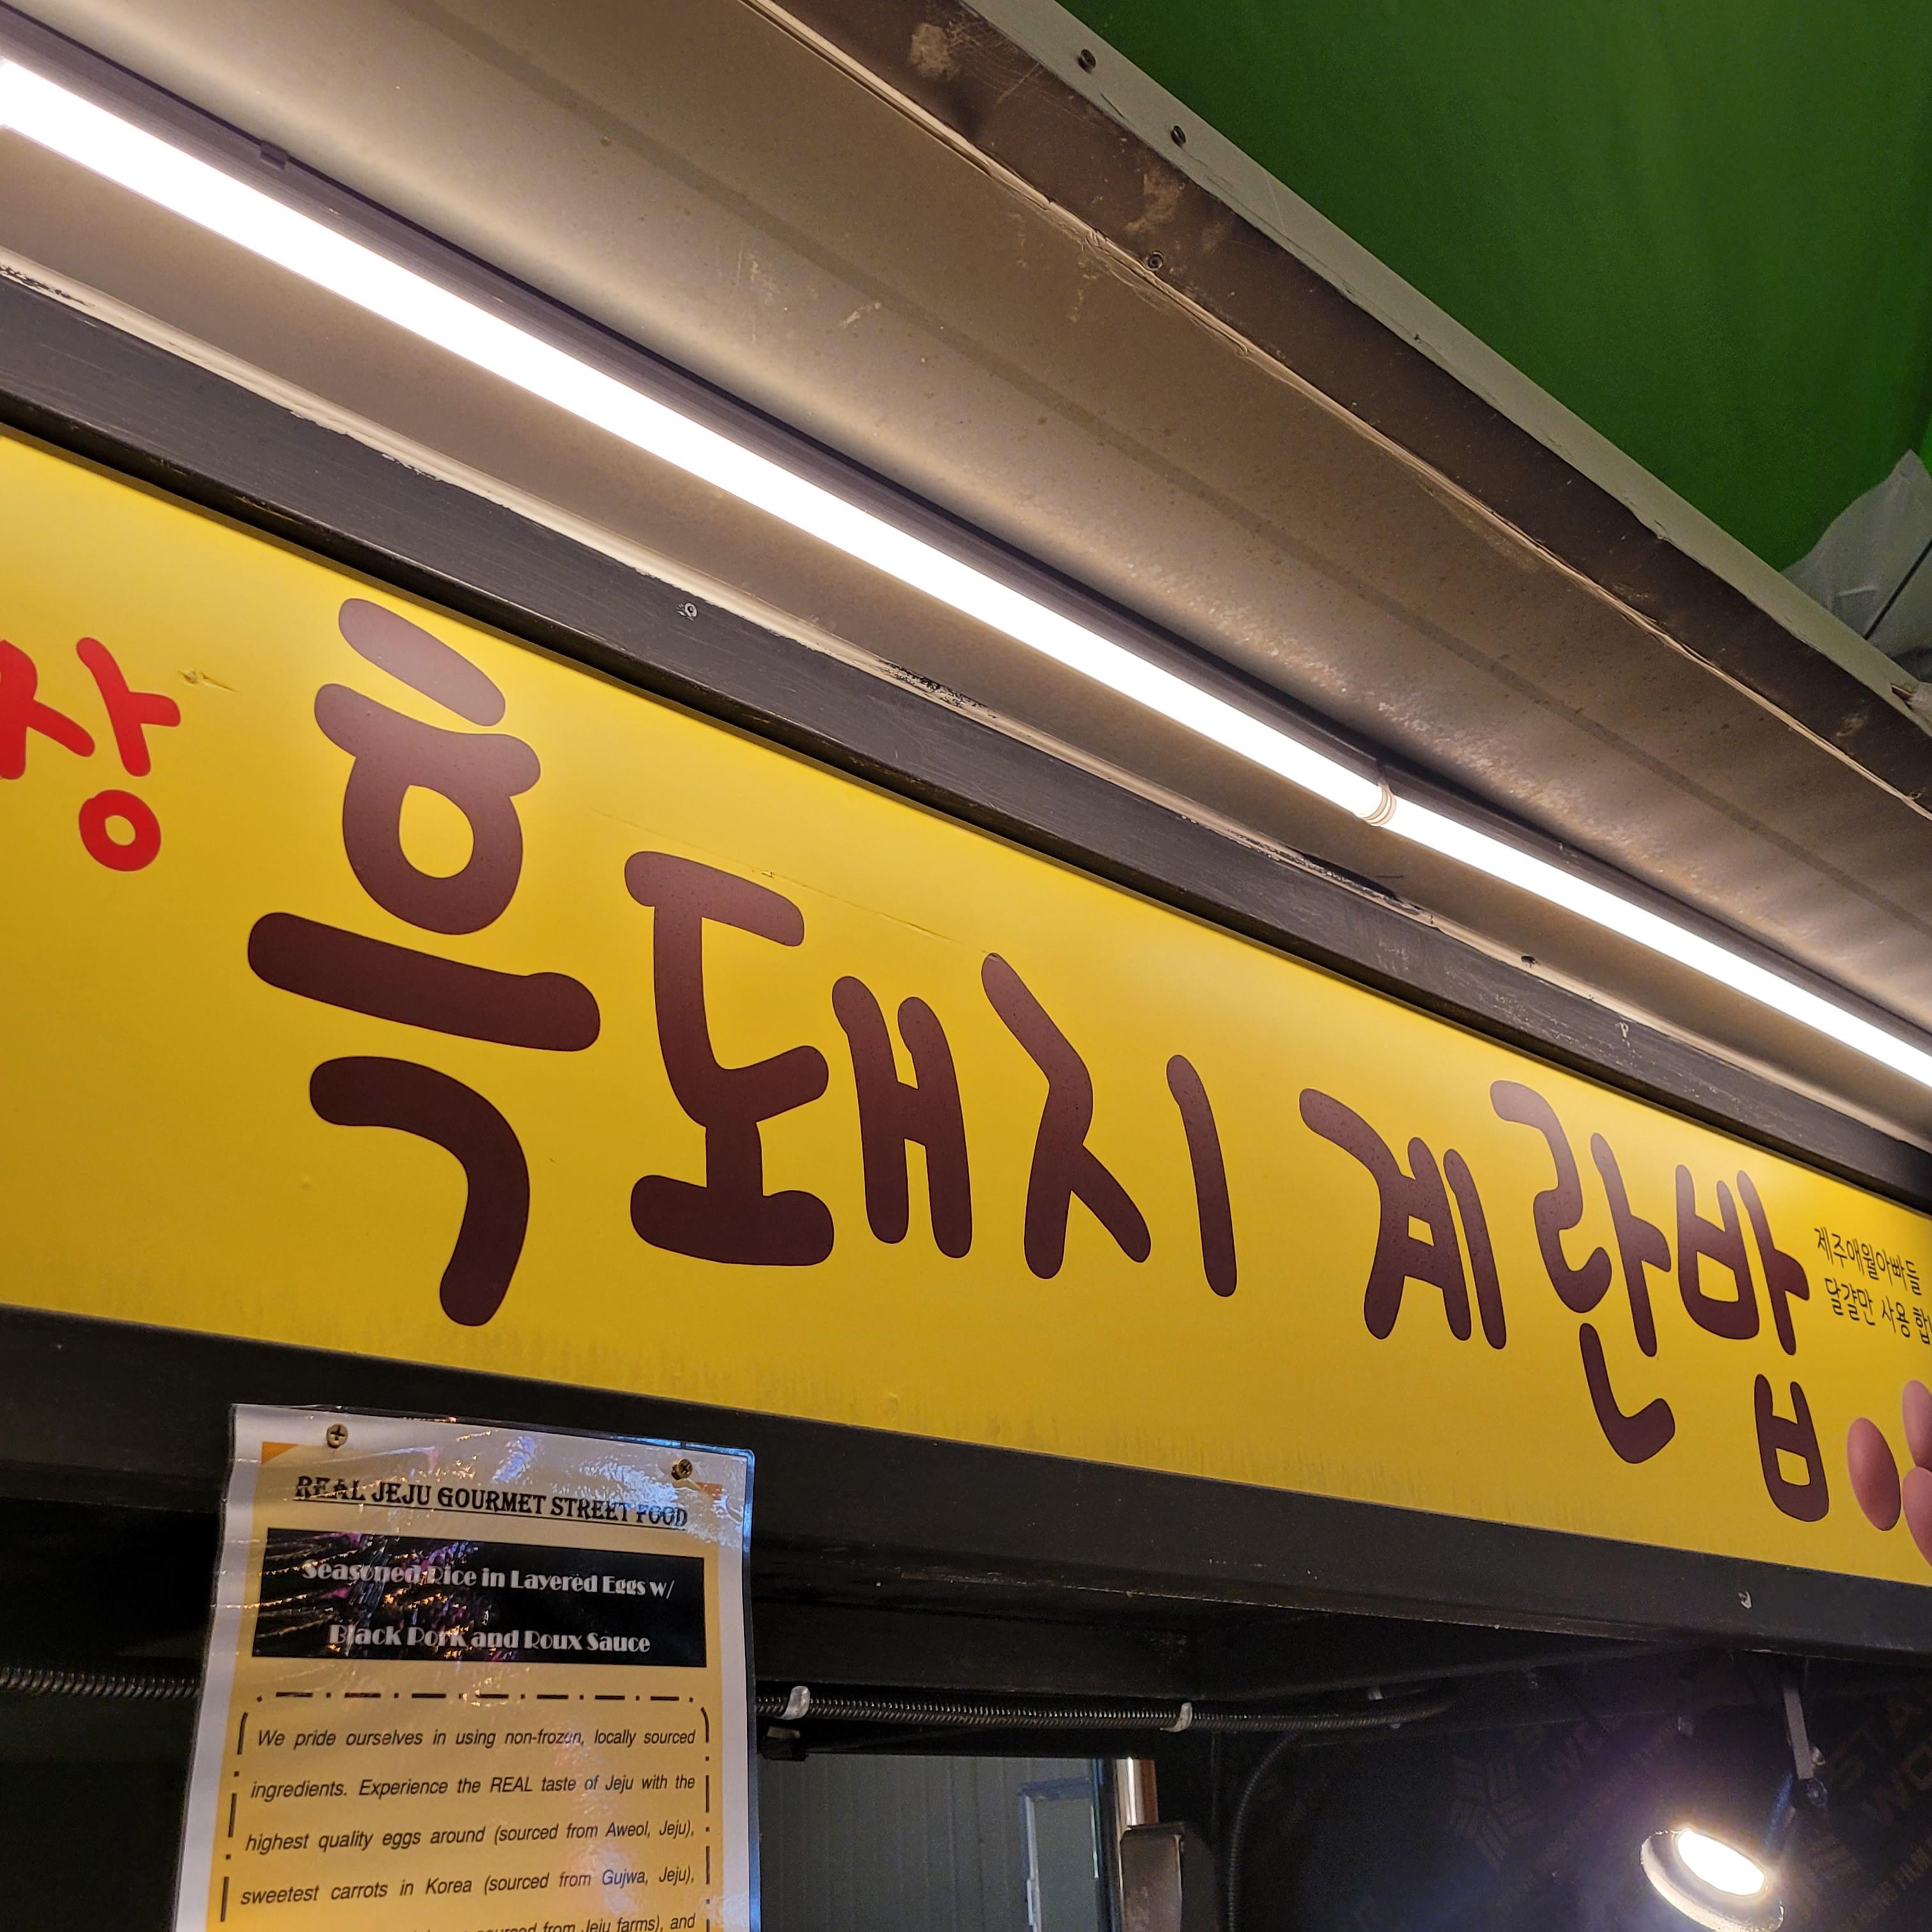 상 흑돼지 계란밥
제주애월아빠들
달걀만 사용 합
REAL JEJU GOURMET STREET FOOD
Seasoned Rice in Layered Eggs w/
Black Pork and Roux Sauce
We pride ourselves in using non-frozen, locally sourced
ingredients. Experience the REAL taste of Jeju with the
highest quality eggs around (sourced from Aweol, Jeju),
sweetest carrots in Korea (sourced from Gujwa, Jeju),
sourced from Jeju farms), and